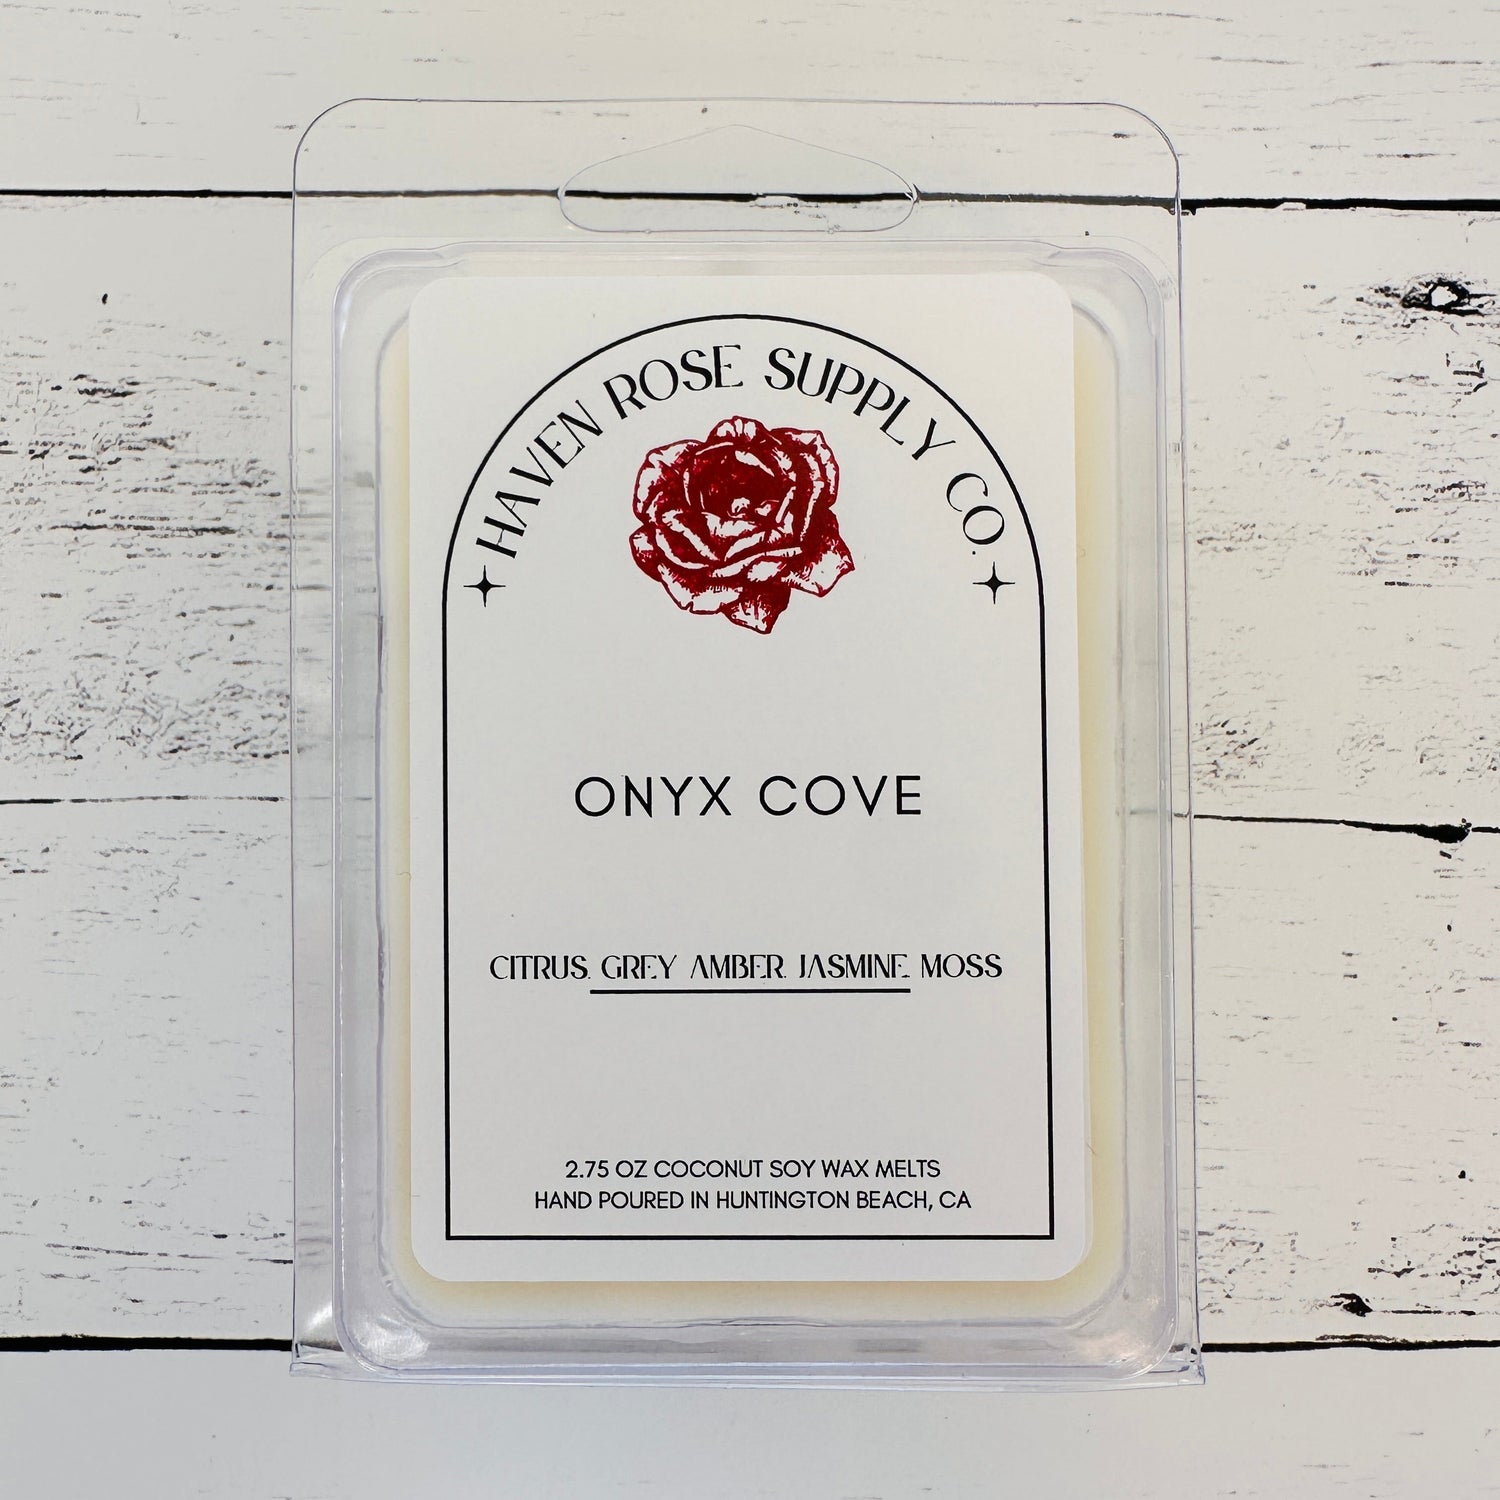 HAVEN ROSE SUPPLY CO.
ONYX COVE
CITRUS, GREY AMBER, JASMINE, MOSS
2.75 OZ COCONUT SOY WAX MELTS
HAND POURED IN HUNTINGTON BEACH, CA